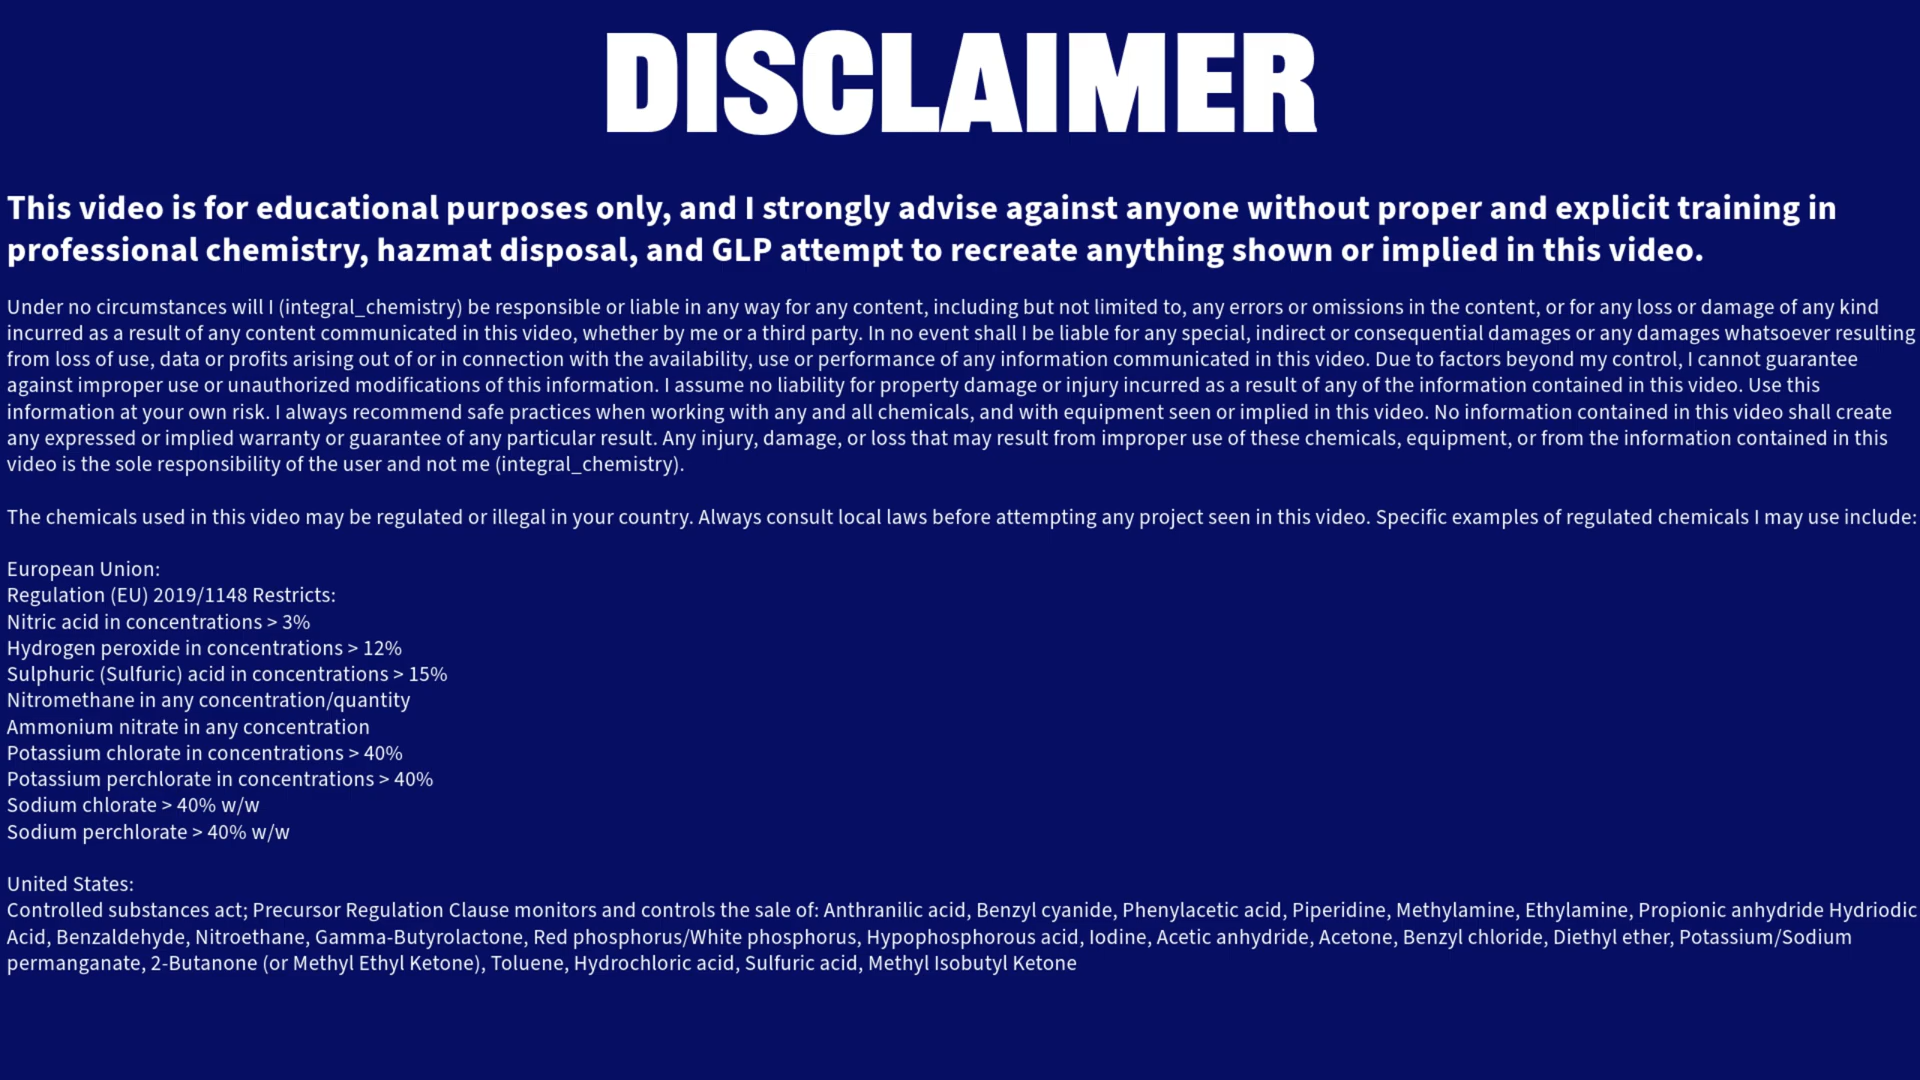 DISCLAIMER
This video is for educational purposes only, and I strongly advise against anyone without proper and explicit training in
professional chemistry, hazmat disposal, and GLP attempt to recreate anything shown or implied in this video.
Under no circumstances will I (integral_chemistry) be responsible or liable in any way for any content, including but not limited to, any errors or omissions in the content, or for any loss or damage of any kind
incurred as a result of any content communicated in this video, whether by me or a third party. In no event shall I be liable for any special, indirect or consequential damages or any damages whatsoever resulting
from loss of use, data or profits arising out of or in connection with the availability, use or performance of any information communicated in this video. Due to factors beyond my control, I cannot guarantee
against improper use or unauthorized modifications of this information. I assume no liability for property damage or injury incurred as a result of any of the information contained in this video. Use this
information at your own risk. I always recommend safe practices when working with any and all chemicals, and with equipment seen or implied in this video. No information contained in this video shall create
any expressed or implied warranty or guarantee of any particular result. Any injury, damage, or loss that may result from improper use of these chemicals, equipment, or from the information contained in this
video is the sole responsibility of the user and not me (integral_chemistry).
The chemicals used in this video may be regulated or illegal in your country. Always consult local laws before attempting any project seen in this video. Specific examples of regulated chemicals I may use include:
European Union:
Regulation (EU) 2019/1148 Restricts:
Nitric acid in concentrations > 3%
Hydrogen peroxide in concentrations > 12%
Sulphuric (Sulfuric) acid in concentrations > 15%
Nitromethane in any concentration/quantity
Ammonium nitrate in any concentration
Potassium chlorate in concentrations > 40%
Potassium perchlorate in concentrations > 40%
Sodium chlorate > 40% w/w
Sodium perchlorate > 40% w/w
United States:
Controlled substances act; Precursor Regulation Clause monitors and controls the sale of: Anthranilic acid, Benzyl cyanide, Phenylacetic acid, Piperidine, Methylamine, Ethylamine, Propionic anhydride Hydriodic
Acid, Benzaldehyde, Nitroethane, Gamma-Butyrolactone, Red phosphorus/White phosphorus, Hypophosphorous acid, Iodine, Acetic anhydride, Acetone, Benzyl chloride, Diethyl ether, Potassium/Sodium
permanganate, 2-Butanone (or Methyl Ethyl Ketone), Toluene, Hydrochloric acid, Sulfuric acid, Methyl Isobutyl Ketone